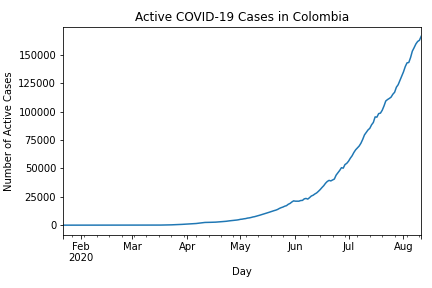 Active COVID-19 Cases in Colombia
Number of Active Cases
150000
125000
100000
75000
50000
25000
0
Feb Mar Apr May Jun Jul Aug
2020
Day